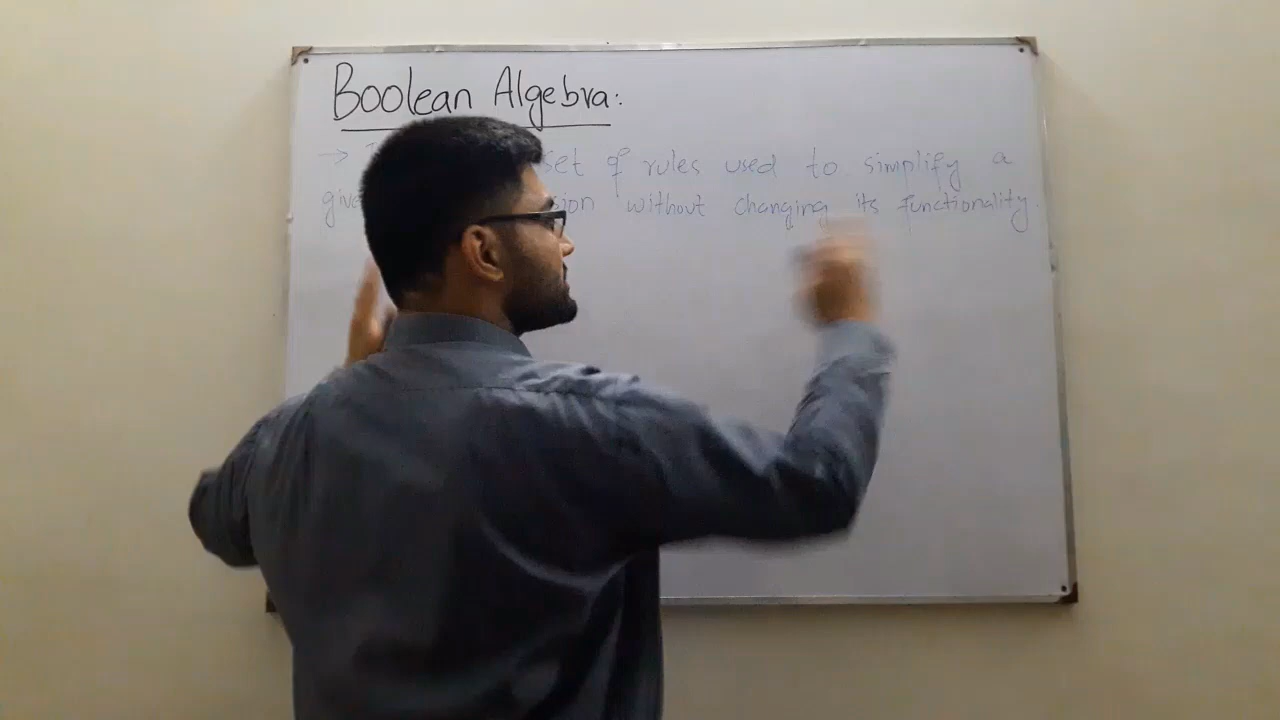 Boolean Algebra:
→ set of rules used to simplify a
without changing its functionality.